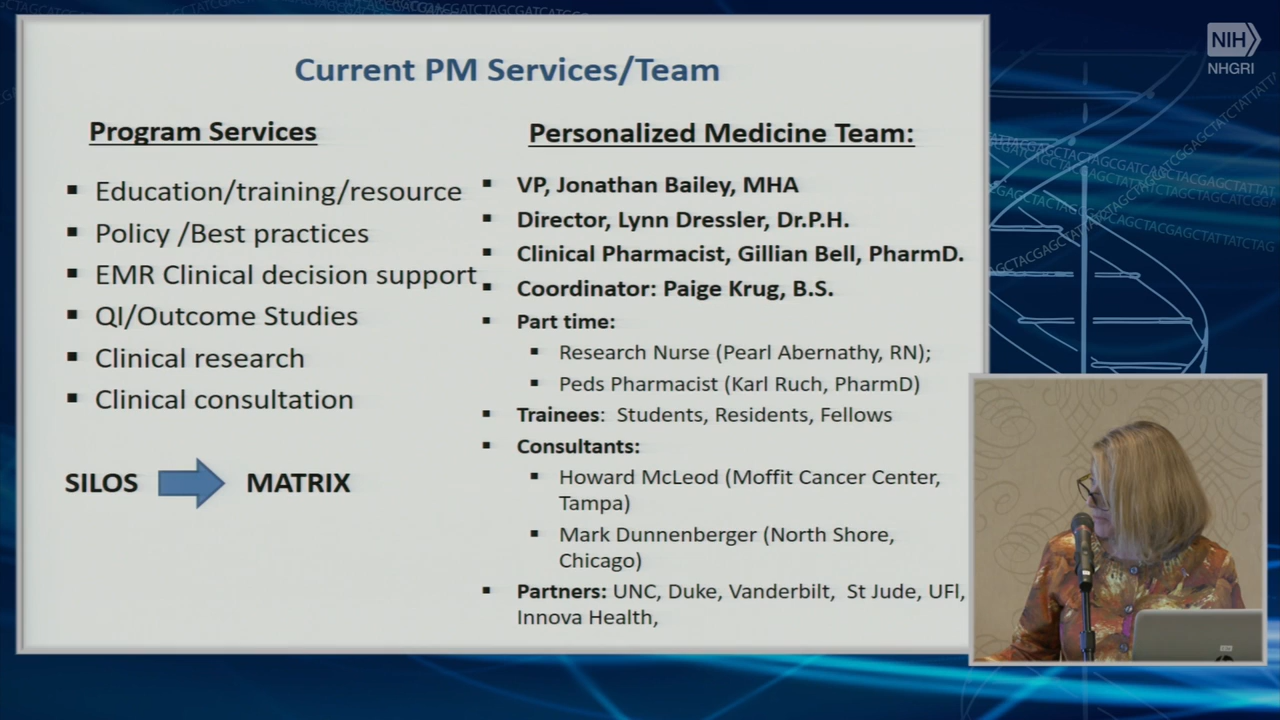 NIH
NHGRI
Current PM Services/Team
Program Services
▪ Education/training/resource
▪ Policy /Best practices
▪ EMR Clinical decision support
▪ QI/Outcome Studies
▪ Clinical research
▪ Clinical consultation
SILOS MATRIX
Personalized Medicine Team:
▪ VP, Jonathan Bailey, MHA
▪ Director, Lynn Dressler, Dr.P.H.
▪ Clinical Pharmacist, Gillian Bell, PharmD.
▪ Coordinator: Paige Krug, B.S.
▪ Part time:
▪ Research Nurse (Pearl Abernathy, RN);
▪ Peds Pharmacist (Karl Ruch, PharmD)
▪ Trainees: Students, Residents, Fellows
▪ Consultants:
▪ Howard McLeod (Moffit Cancer Center,
Tampa)
▪ Mark Dunnenberger (North Shore,
Chicago)
▪ Partners: UNC, Duke, Vanderbilt, St Jude, UFl,
Innova Health,